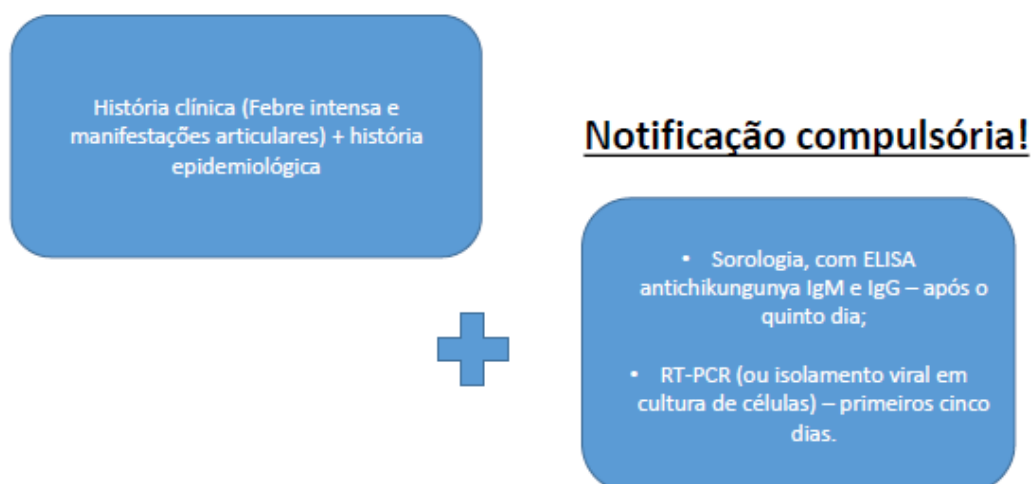 História clínica (Febre intensa e
manifestações articulares) + história
epidemiológica
Notificação compulsória!
• Sorologia, com ELISA
antichikungunya IgM e IgG – após o
quinto dia;
• RT-PCR (ou isolamento viral em
cultura de células) – primeiros cinco
dias.